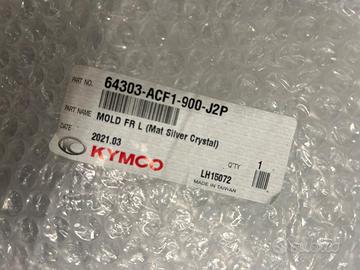 PART NO. 64303-ACF1-900-J2P
PART NAME MOLD FR L (Mat Silver Crystal)
DATE 2021.03
KYMCO
Q'TY 1
LH15072
MADE IN TAIWAN
subito